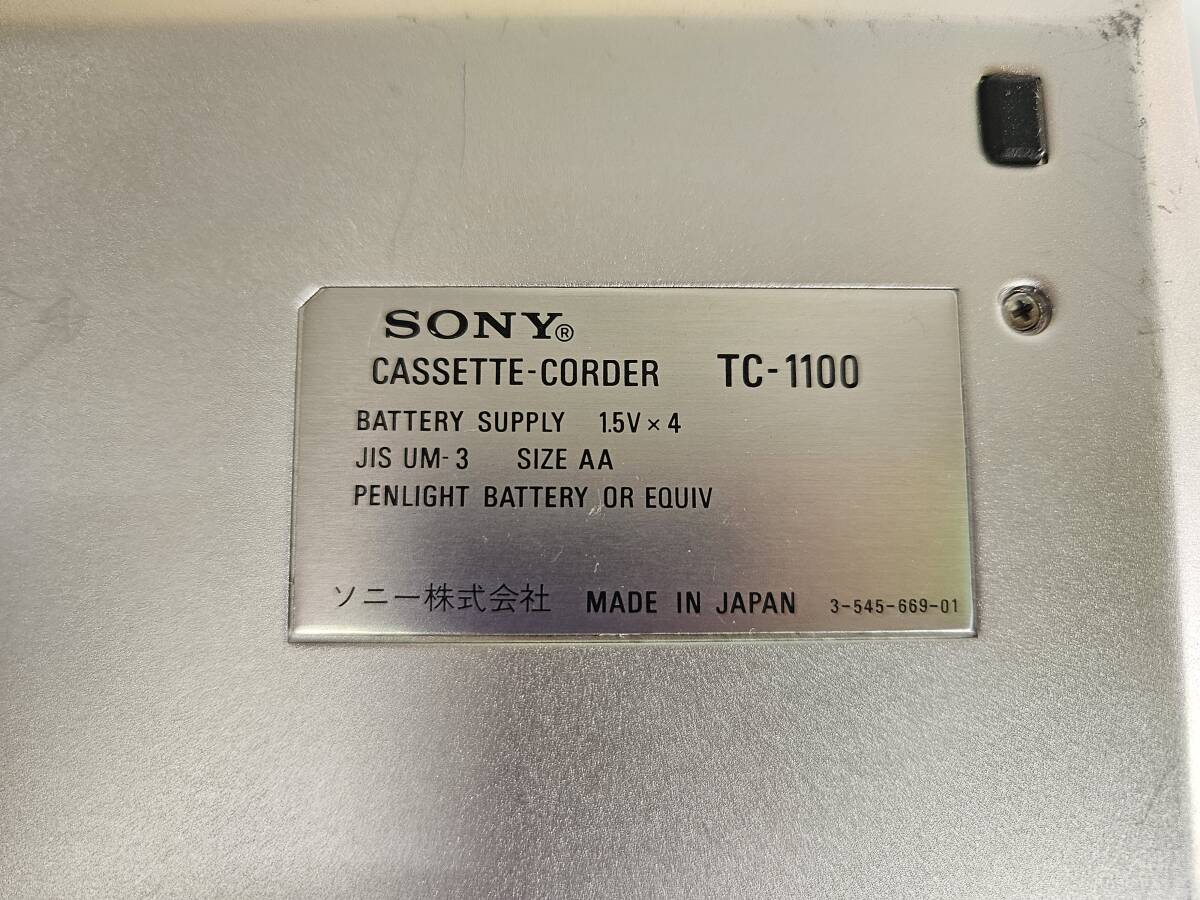 SONY®
CASSETTE-CORDER TC-1100
BATTERY SUPPLY 1.5V × 4
JIS UM-3 SIZE AA
PENLIGHT BATTERY OR EQUIV
ソニー株式会社 MADE IN JAPAN 3-545-669-01